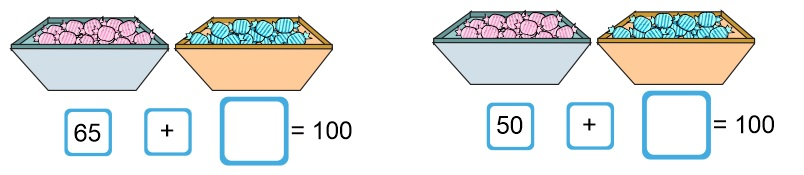 65 + = 100
50 + = 100